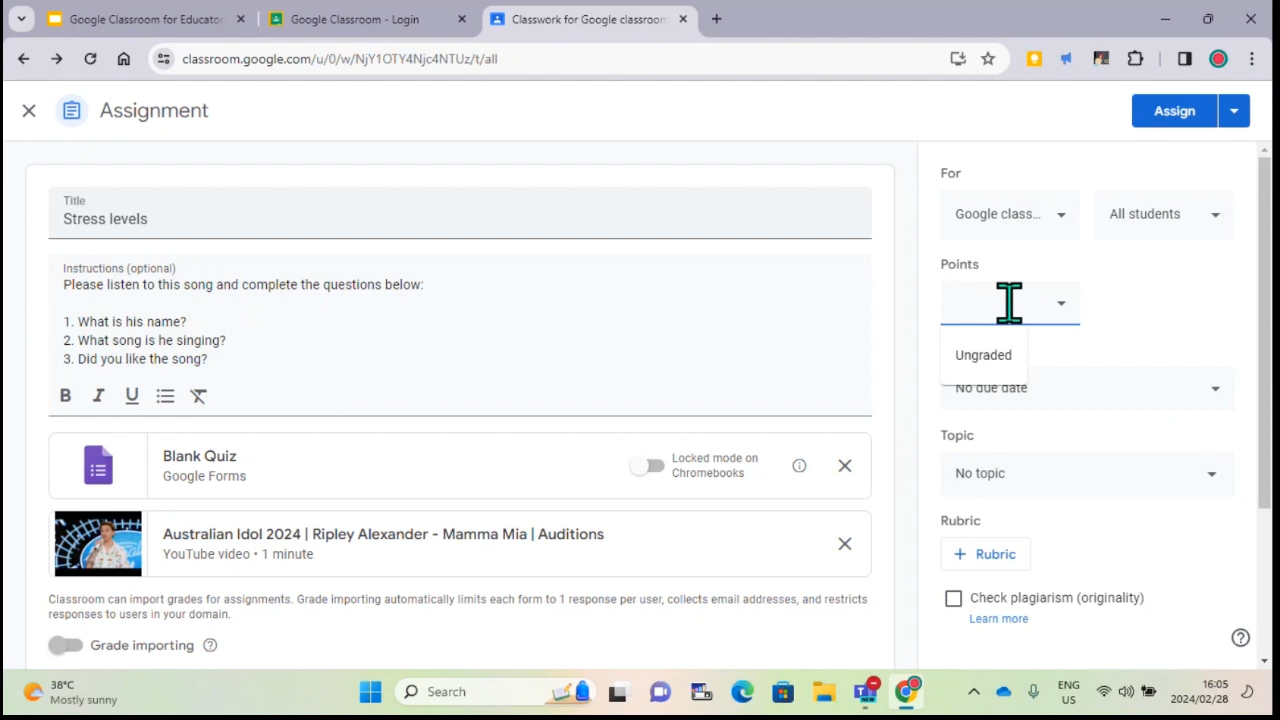 Google Classroom for Educator
Google Classroom - Login
Classwork for Google classroom
classroom.google.com/u/0/w/NjY1OTY4Njc4NTUz/t/all
Assignment
Assign
Title
Stress levels
Instructions (optional)
Please listen to this song and complete the questions below:
1. What is his name?
2. What song is he singing?
3. Did you like the song?
B I U
Blank Quiz
Google Forms
Locked mode on
Chromebooks
Australian Idol 2024 | Ripley Alexander - Mamma Mia | Auditions
YouTube video • 1 minute
Classroom can import grades for assignments. Grade importing automatically limits each form to 1 response per user, collects email addresses, and restricts
responses to users in your domain.
Grade importing
For
Google class...
All students
Points
Ungraded
No due date
Topic
No topic
Rubric
+ Rubric
Check plagiarism (originality)
Learn more
38°C
Mostly sunny
Search
NEW
ENG
US
16:05
2024/02/28